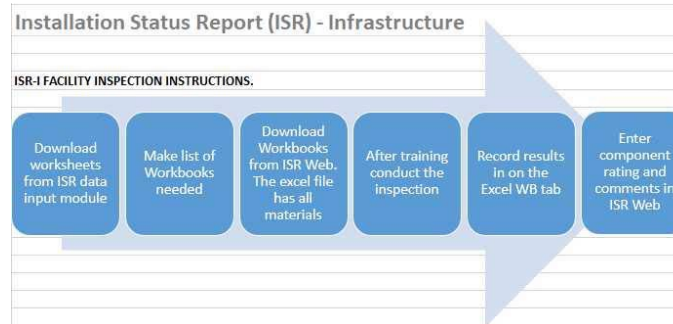 Installation Status Report (ISR) - Infrastructure
ISR-I FACILITY INSPECTION INSTRUCTIONS.
Download
worksheets
from ISR data
input module
Make list of
Workbooks
needed
Download
Workbooks
from ISR Web.
The excel file
has all
materials
After training
conduct the
inspection
Record results
in on the
Excel WB tab
Enter
component
rating and
comments in
ISR Web